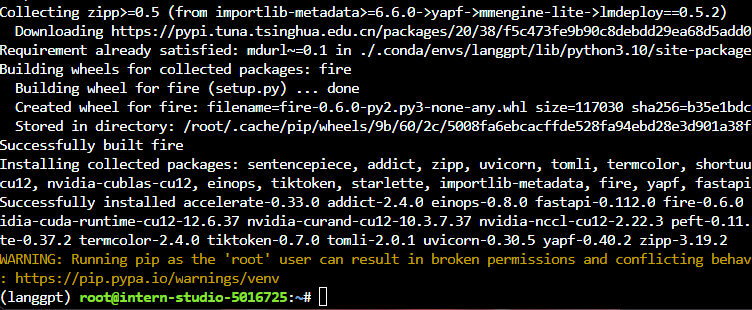 Collecting zipp>=0.5 (from importlib-metadata>=6.6.0->yapf->mmengine-lite->lmdeploy==0.5.2)
  Downloading https://pypi.tuna.tsinghua.edu.cn/packages/20/38/f5c473fe9b90c8debdd29ea68d5add0
Requirement already satisfied: mdurl~=0.1 in ./.conda/envs/langgpt/lib/python3.10/site-package
Building wheels for collected packages: fire
  Building wheel for fire (setup.py) ... done
  Created wheel for fire: filename=fire-0.6.0-py2.py3-none-any.whl size=117030 sha256=b35e1bdc
  Stored in directory: /root/.cache/pip/wheels/9b/60/2c/5008fa6ebcacffde528fa94ebd28e3d901a38f
Successfully built fire
Installing collected packages: sentencepiece, addict, zipp, uvicorn, tomli, termcolor, shortuu
cu12, nvidia-cublas-cu12, einops, tiktoken, starlette, importlib-metadata, fire, yapf, fastapi
Successfully installed accelerate-0.33.0 addict-2.4.0 einops-0.8.0 fastapi-0.112.0 fire-0.6.0
idia-cuda-runtime-cu12-12.6.37 nvidia-curand-cu12-10.3.7.37 nvidia-nccl-cu12-2.22.3 peft-0.11.
te-0.37.2 termcolor-2.4.0 tiktoken-0.7.0 tomli-2.0.1 uvicorn-0.30.5 yapf-0.40.2 zipp-3.19.2
WARNING: Running pip as the 'root' user can result in broken permissions and conflicting behav
: https://pip.pypa.io/warnings/venv
(langgpt) root@intern-studio-5016725:~#